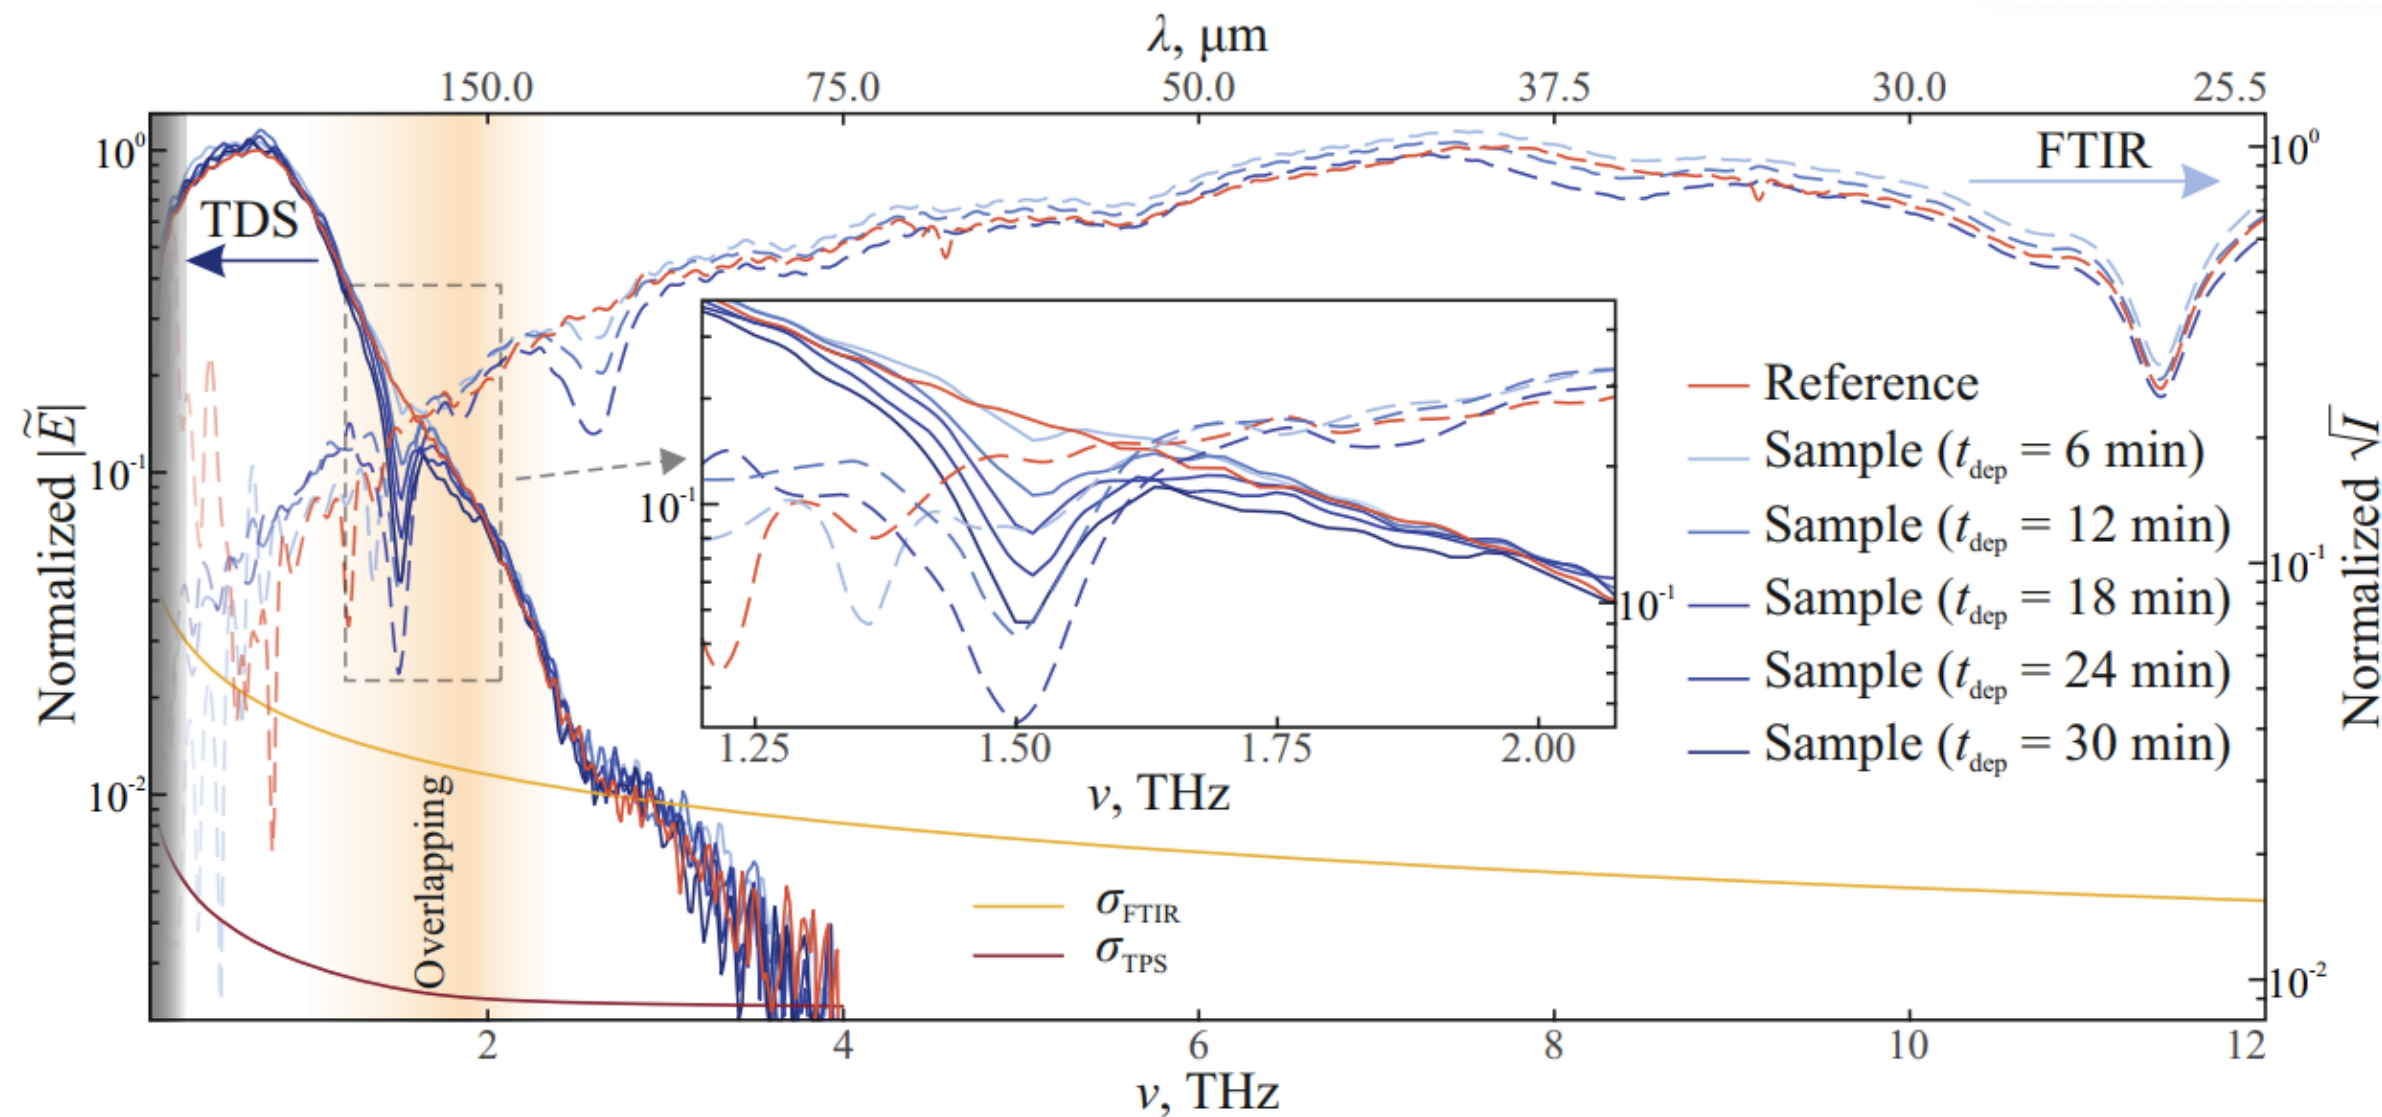 λ, μm
150.0 75.0 50.0 37.5 30.0 25.5
10⁰
10⁻¹
10⁻²
Normalized |Ẽ|
TDS
FTIR
10⁰
10⁻¹
10⁻²
Normalized √I
Overlapping
10⁻¹
10⁻¹
1.25 1.50 1.75 2.00
ν, THz
Reference
Sample (t_dep = 6 min)
Sample (t_dep = 12 min)
Sample (t_dep = 18 min)
Sample (t_dep = 24 min)
Sample (t_dep = 30 min)
σ_FTIR
σ_TPS
2 4 6 8 10 12
ν, THz